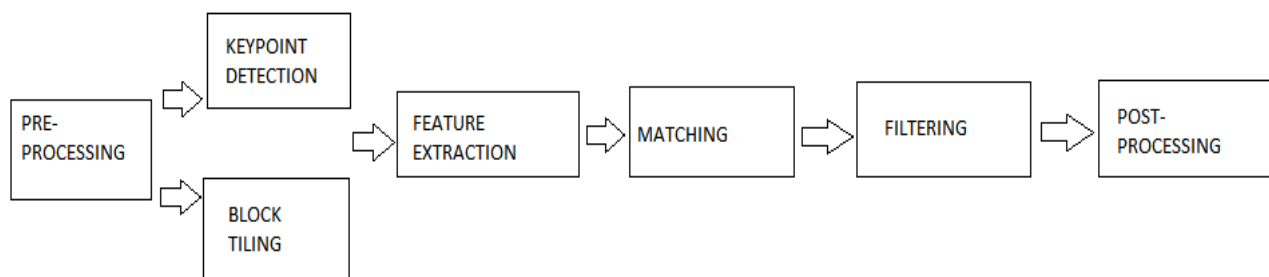 PRE-
PROCESSING
KEYPOINT
DETECTION
BLOCK
TILING
FEATURE
EXTRACTION
MATCHING
FILTERING
POST-
PROCESSING